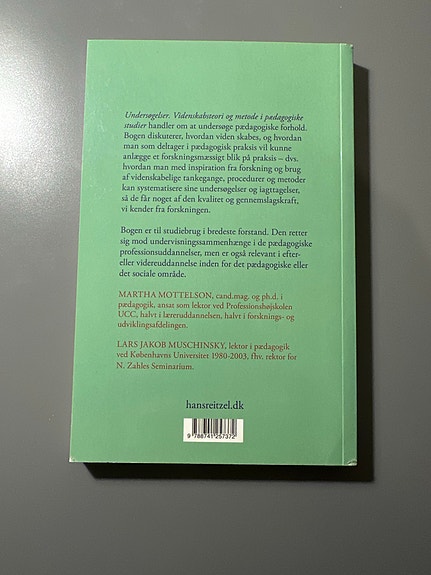 Undersøgelser. Videnskabsteori og metode i pædagogiske
studier handler om at undersøge pædagogiske forhold.
Bogen diskuterer, hvordan viden skabes, og hvordan
man som deltager i pædagogisk praksis vil kunne
anlægge et forskningsmæssigt blik på praksis – dvs.
hvordan man med inspiration fra forskning og brug
af videnskabelige tankegange, procedurer og metoder
kan systematisere sine undersøgelser og iagttagelser,
så de får noget af den kvalitet og gennemslagskraft,
vi kender fra forskningen.
Bogen er til studiebrug i bredeste forstand. Den retter
sig mod undervisningssammenhænge i de pædagogiske
professionsuddannelser, men er også relevant i efter-
eller videreuddannelse inden for det pædagogiske eller
det sociale område.
MARTHA MOTTELSON, cand.mag. og ph.d. i
pædagogik, ansat som lektor ved Professionshøjskolen
UCC, halvt i læreruddannelsen, halvt i forsknings- og
udviklingsafdelingen.
LARS JAKOB MUSCHINSKY, lektor i pædagogik
ved Københavns Universitet 1980-2003, fhv. rektor for
N. Zahles Seminarium.
hansreitzel.dk
9 788741 257372